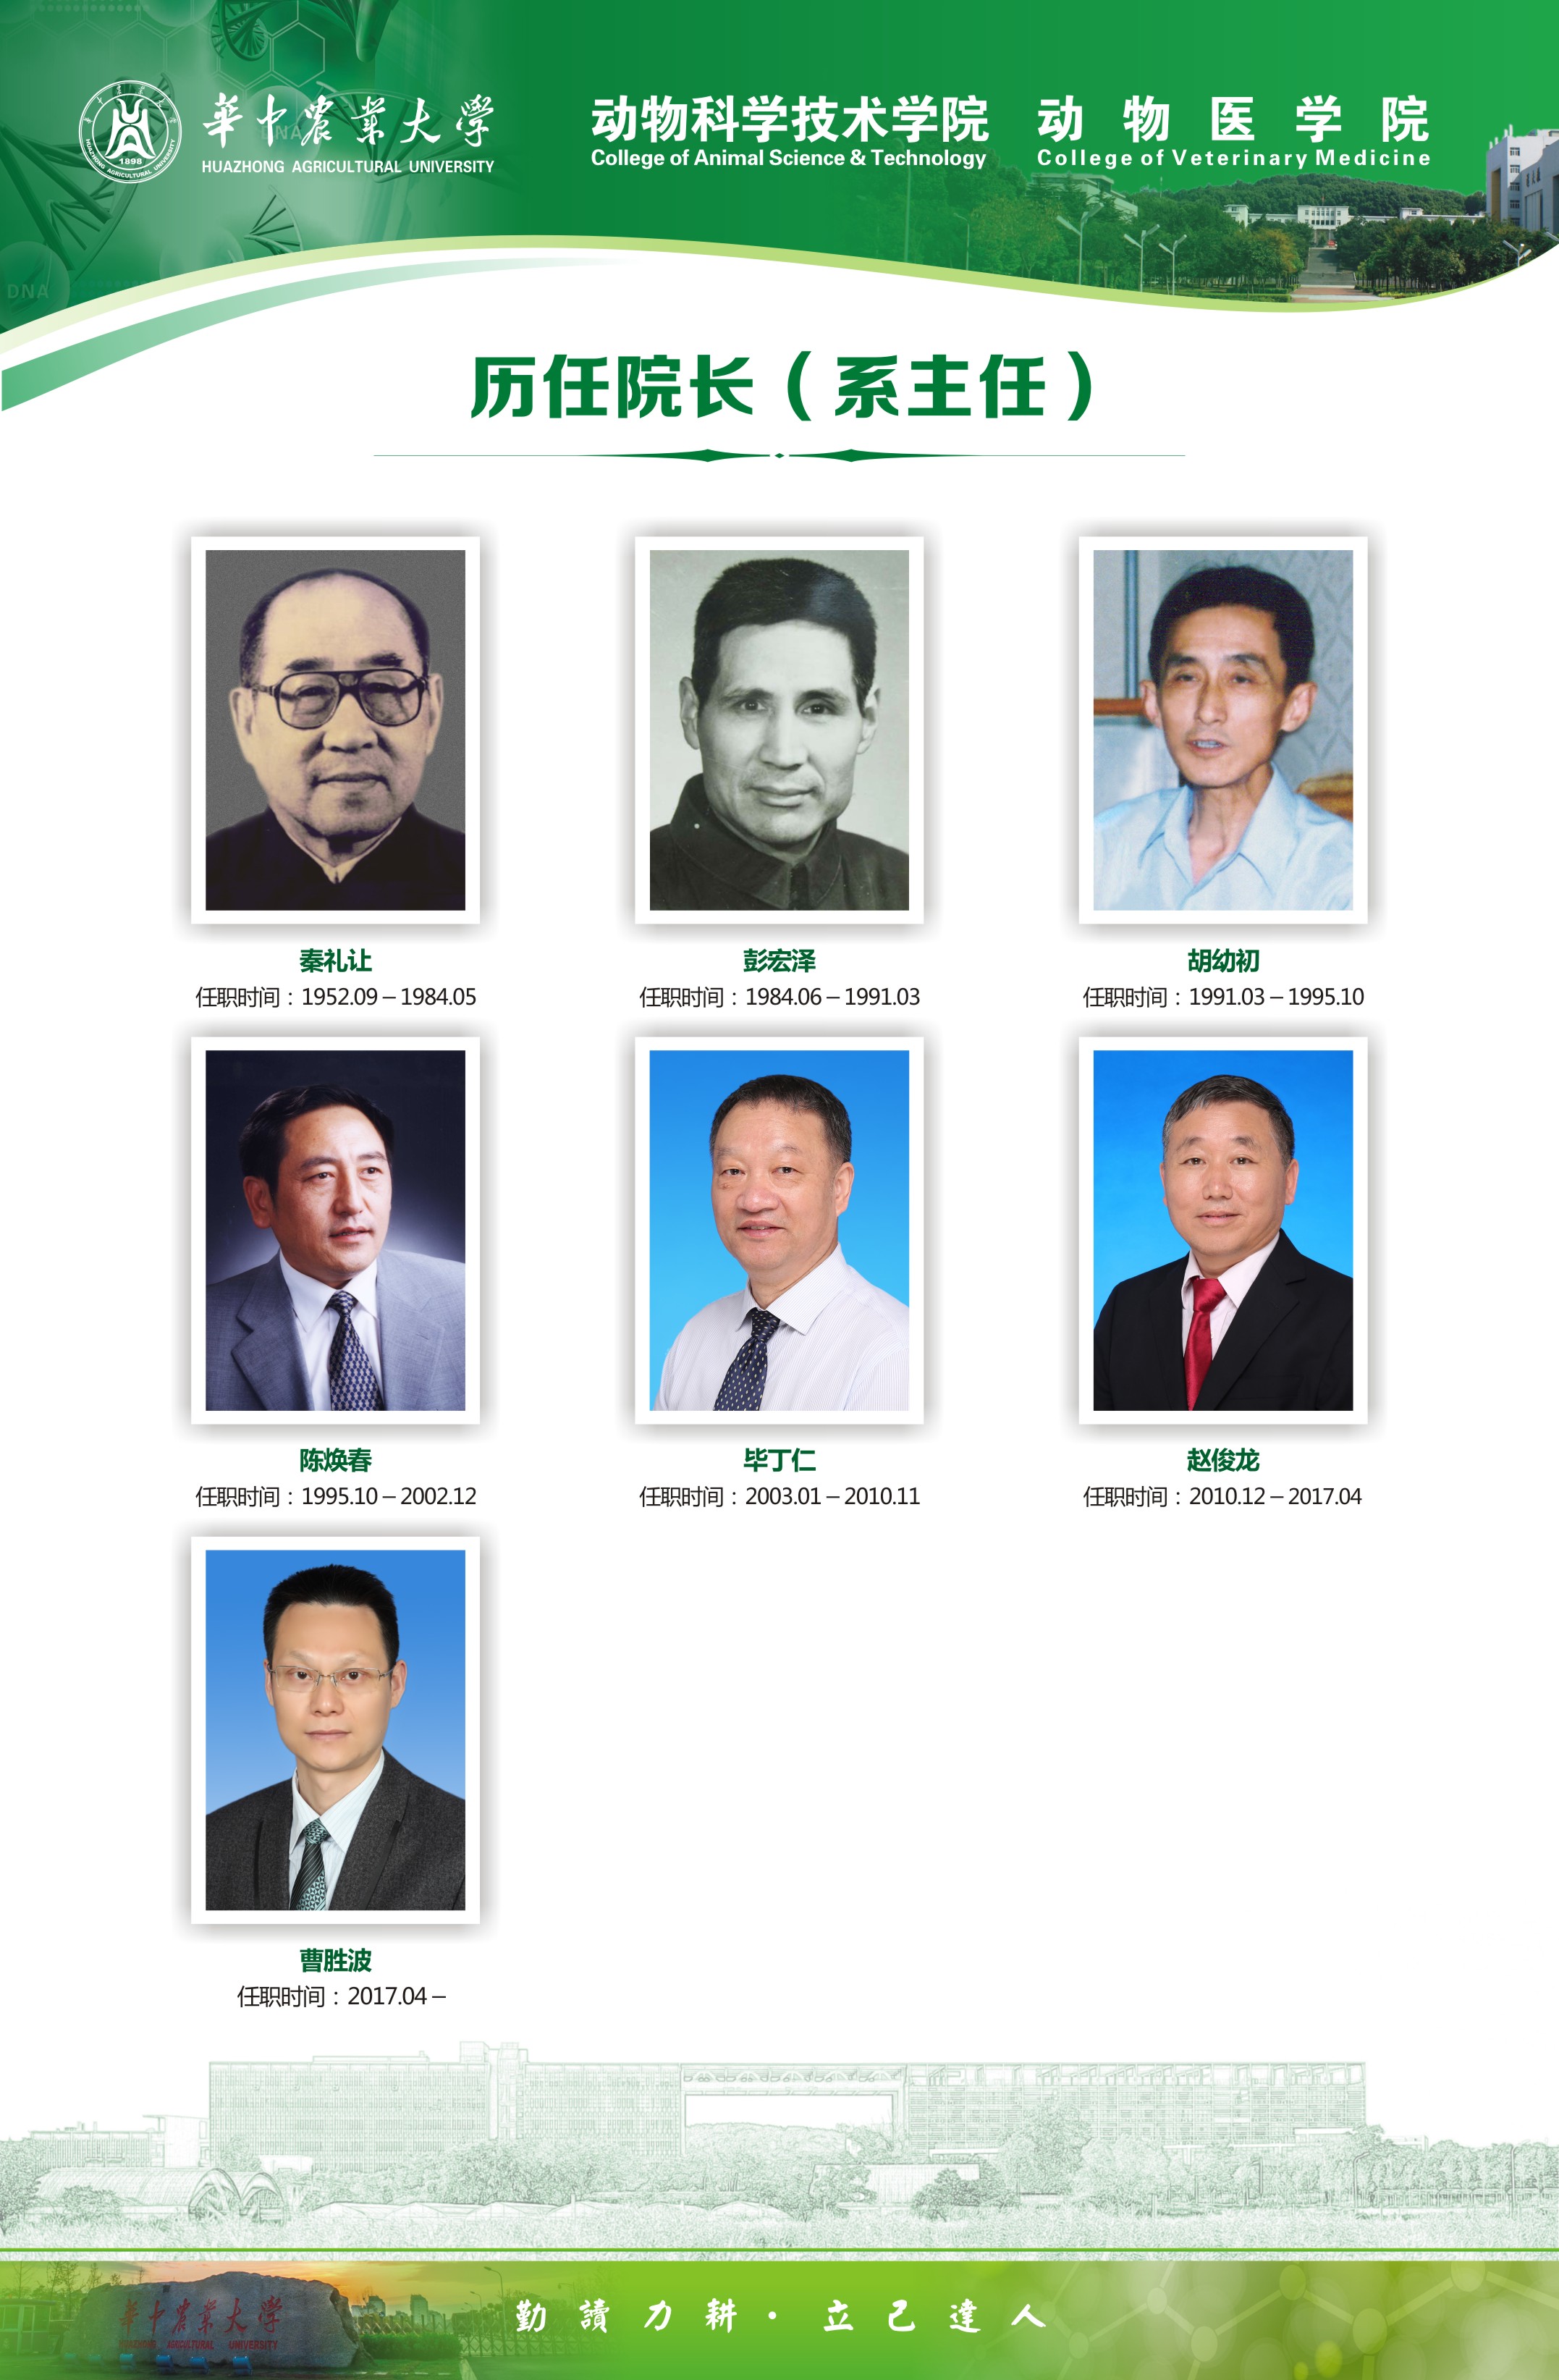 華中農業大學
HUAZHONG AGRICULTURAL UNIVERSITY
1898
HUAZHONG AGRICULTURAL UNIVERSITY
动物科学技术学院
College of Animal Science & Technology
动物医学院
College of Veterinary Medicine
DNA
DNA
历任院长（系主任）
秦礼让
任职时间：1952.09－1984.05
彭宏泽
任职时间：1984.06－1991.03
胡幼初
任职时间：1991.03－1995.10
陈焕春
任职时间：1995.10－2002.12
毕丁仁
任职时间：2003.01－2010.11
赵俊龙
任职时间：2010.12－2017.04
曹胜波
任职时间：2017.04－
華中農業大學
HUAZHONG AGRICULTURAL UNIVERSITY
勤讀力耕·立己達人